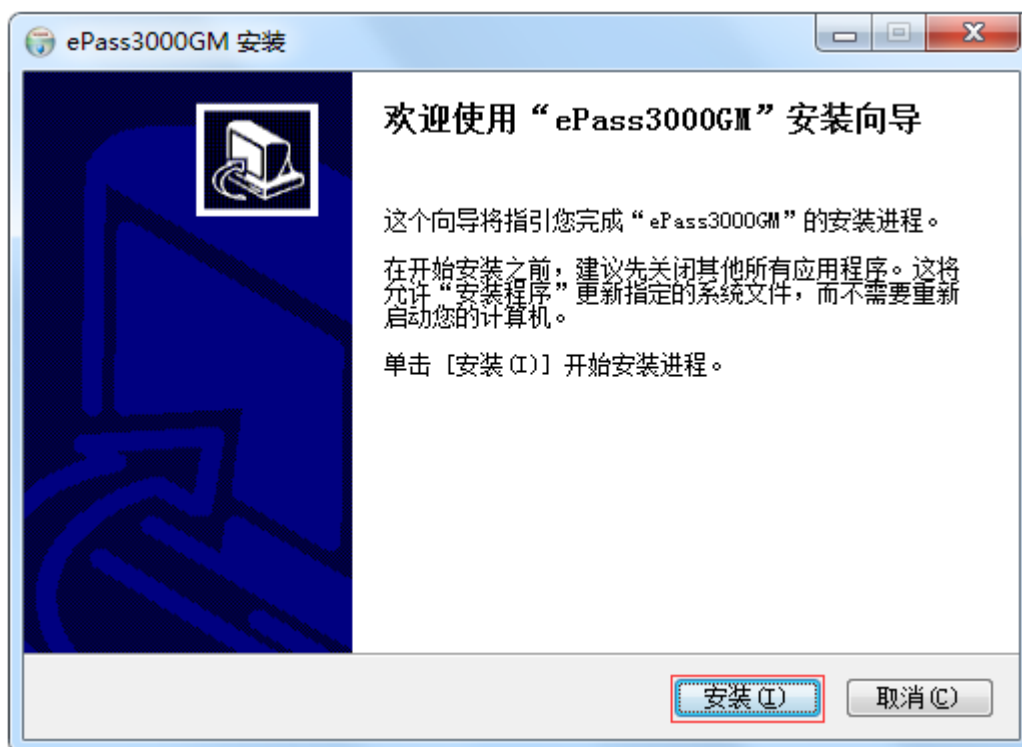 ePass3000GM 安装
欢迎使用“ePass3000GM”安装向导
这个向导将指引您完成“ePass3000GM”的安装进程。
在开始安装之前，建议先关闭其他所有应用程序。这将
允许“安装程序”更新指定的系统文件，而不需要重新
启动您的计算机。
单击 [安装(I)] 开始安装进程。
安装(I)
取消(C)